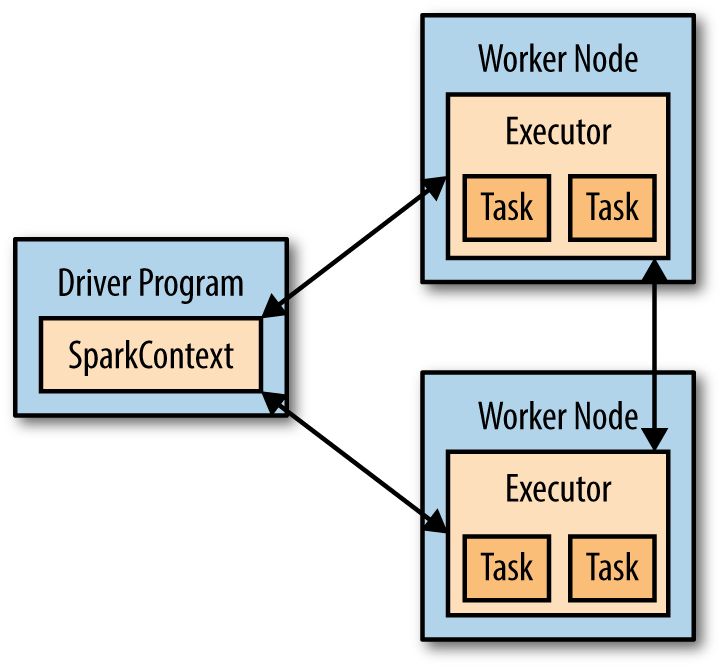 Worker Node
Executor
Task Task
Driver Program
SparkContext
Worker Node
Executor
Task Task